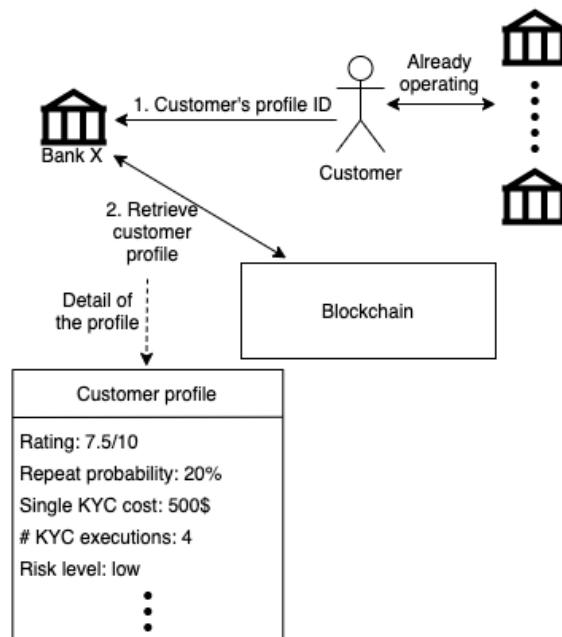 Already
operating
1. Customer's profile ID
Bank X
Customer
2. Retrieve
customer
profile
Blockchain
Detail of
the profile
Customer profile
Rating: 7.5/10
Repeat probability: 20%
Single KYC cost: 500$
# KYC executions: 4
Risk level: low